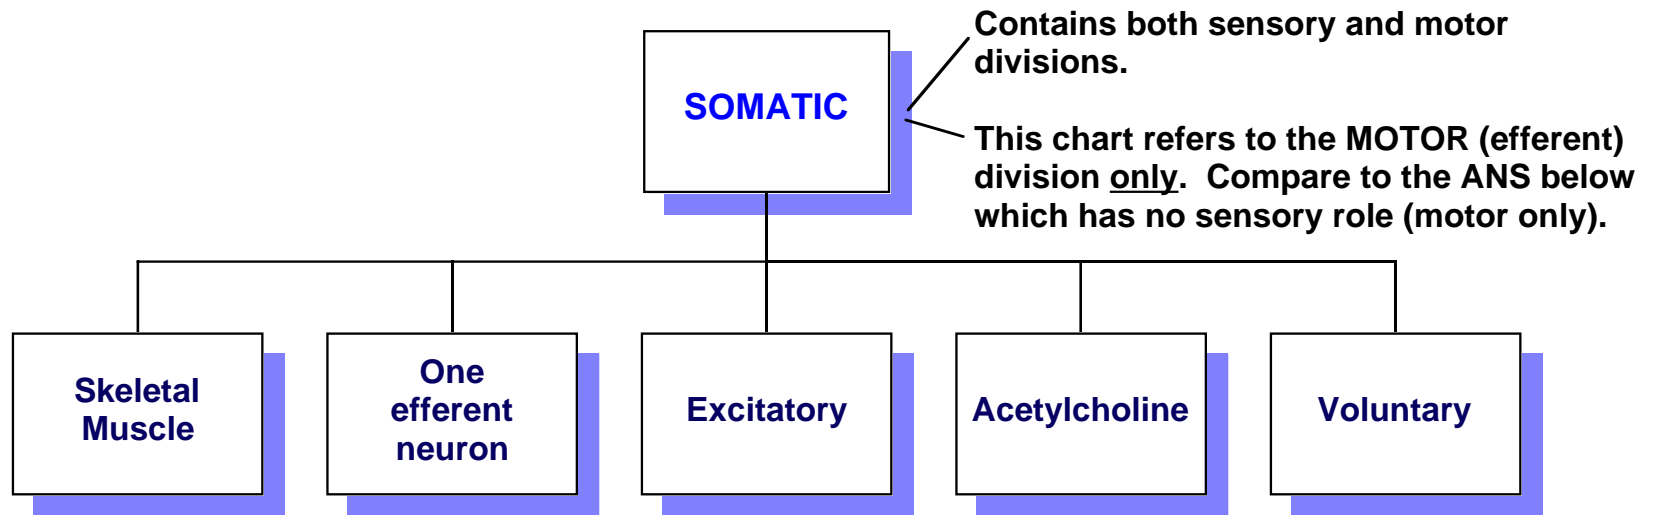 Contains both sensory and motor
divisions.
SOMATIC
This chart refers to the MOTOR (efferent)
division only.  Compare to the ANS below
which has no sensory role (motor only).
Skeletal
Muscle
One
efferent
neuron
Excitatory
Acetylcholine
Voluntary